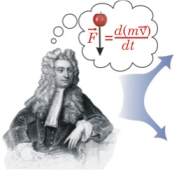 F⃗ = d(mv⃗)/dt